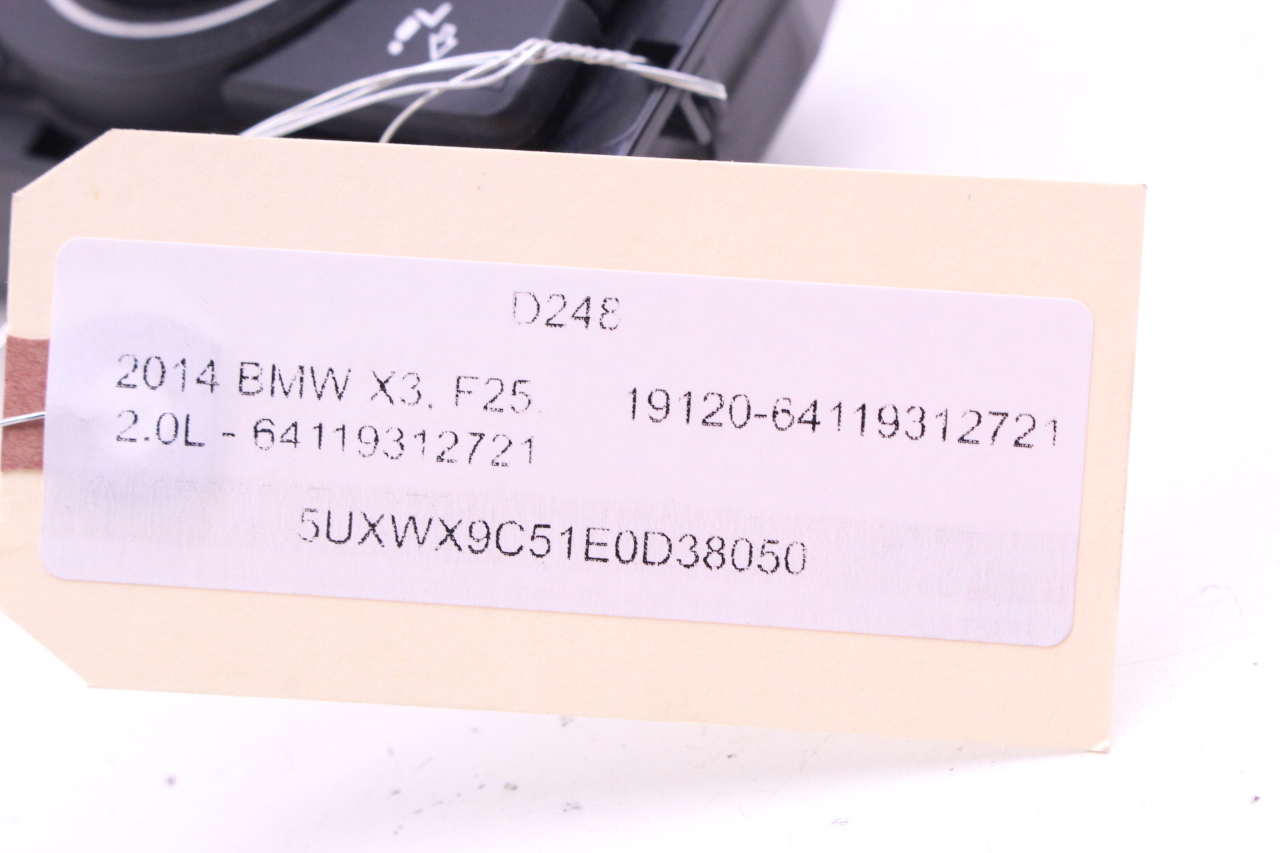 D248
2014 BMW X3, F25, 19120-64119312721
2.0L - 64119312721
5UXWX9C51E0D38050